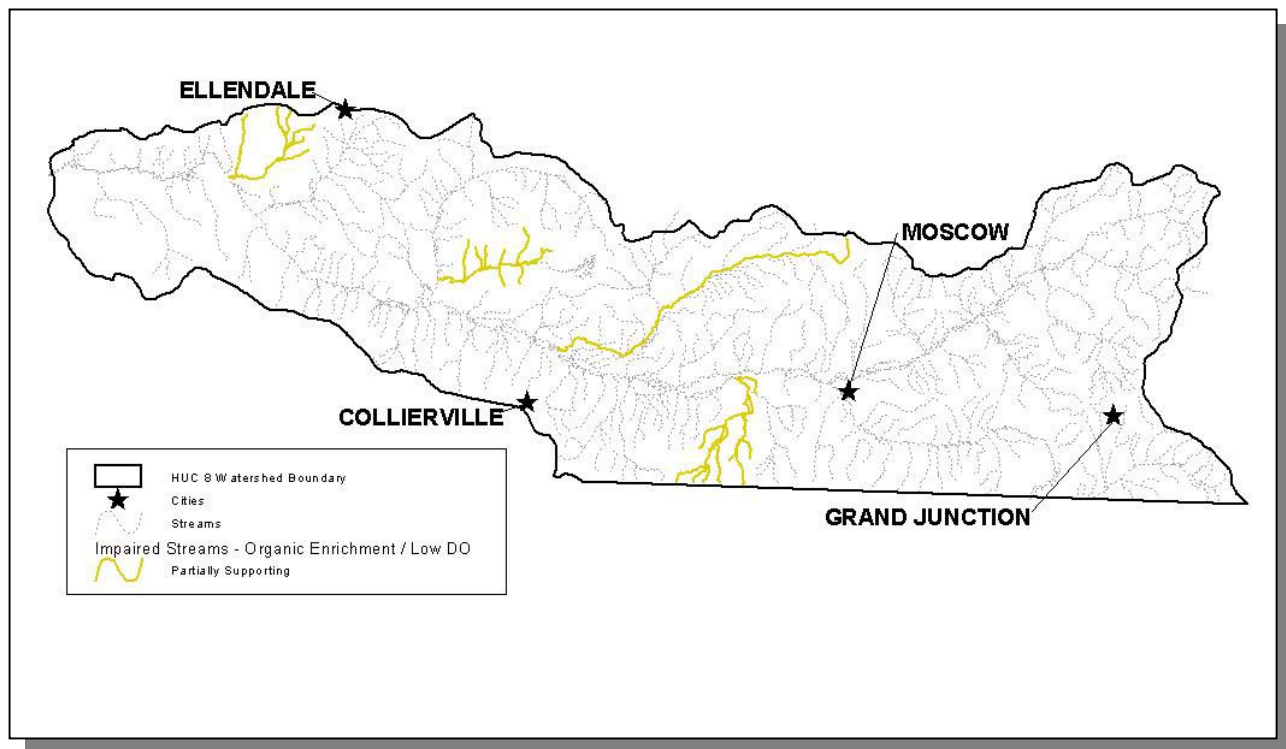 ELLENDALE
MOSCOW
COLLIERVILLE
GRAND JUNCTION
HUC 8 Watershed Boundary
Cities
Streams
Impaired Streams - Organic Enrichment / Low DO
Partially Supporting